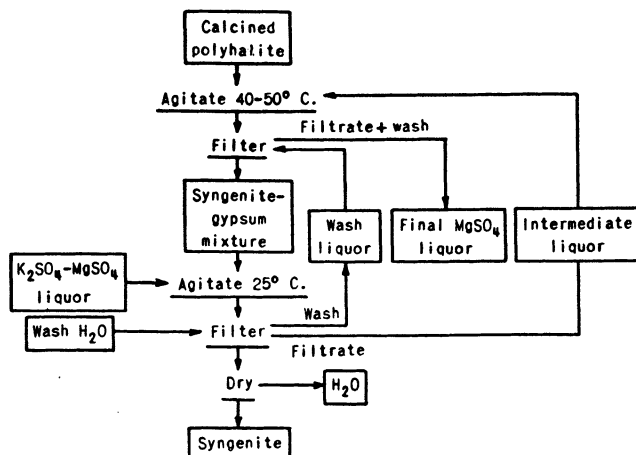 Calcined
polyhalite
Agitate 40-50° C.
Filtrate + wash
Filter
Syngenite-
gypsum
mixture
Wash
liquor
Final MgSO₄
liquor
Intermediate
liquor
K₂SO₄-MgSO₄
liquor
Agitate 25° C.
Wash
Wash H₂O
Filter
Filtrate
Dry
H₂O
Syngenite